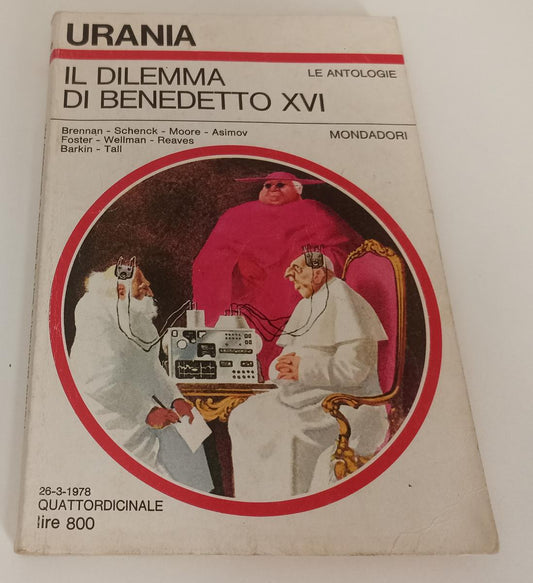 URANIA
IL DILEMMA
DI BENEDETTO XVI
LE ANTOLOGIE
Brennan - Schenck - Moore - Asimov
Foster - Wellman - Reaves
Barkin - Tall
MONDADORI
26-3-1978
QUATTORDICINALE
lire 800